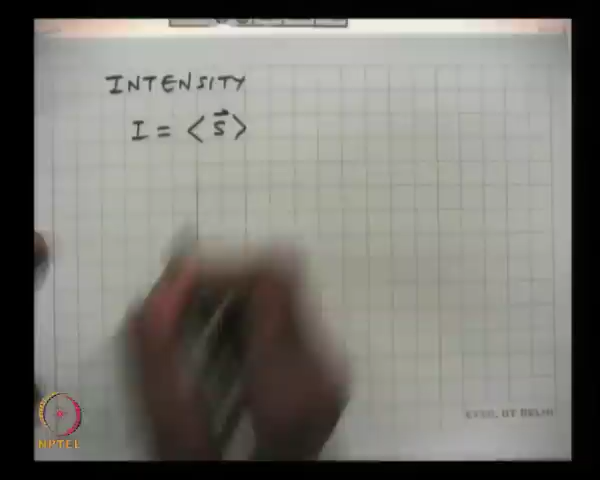 INTENSITY
I = < S⃗ >
NPTEL